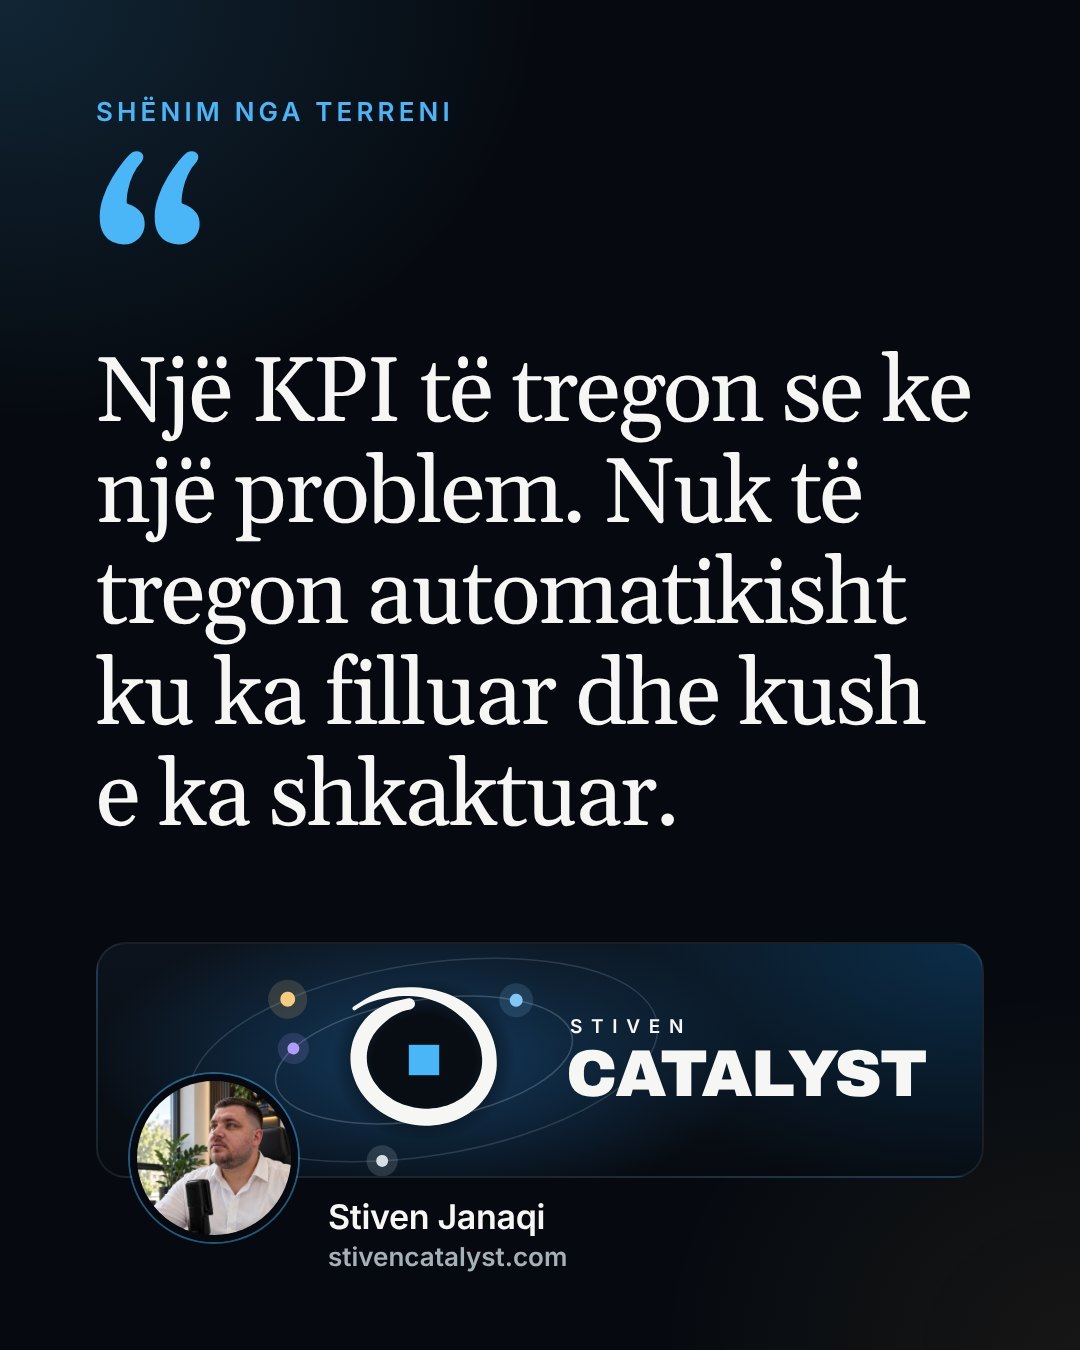 SHËNIM NGA TERRENI
“
Një KPI të tregon se ke
një problem. Nuk të
tregon automatikisht
ku ka filluar dhe kush
e ka shkaktuar.
STIVEN
CATALYST
Stiven Janaqi
stivencatalyst.com